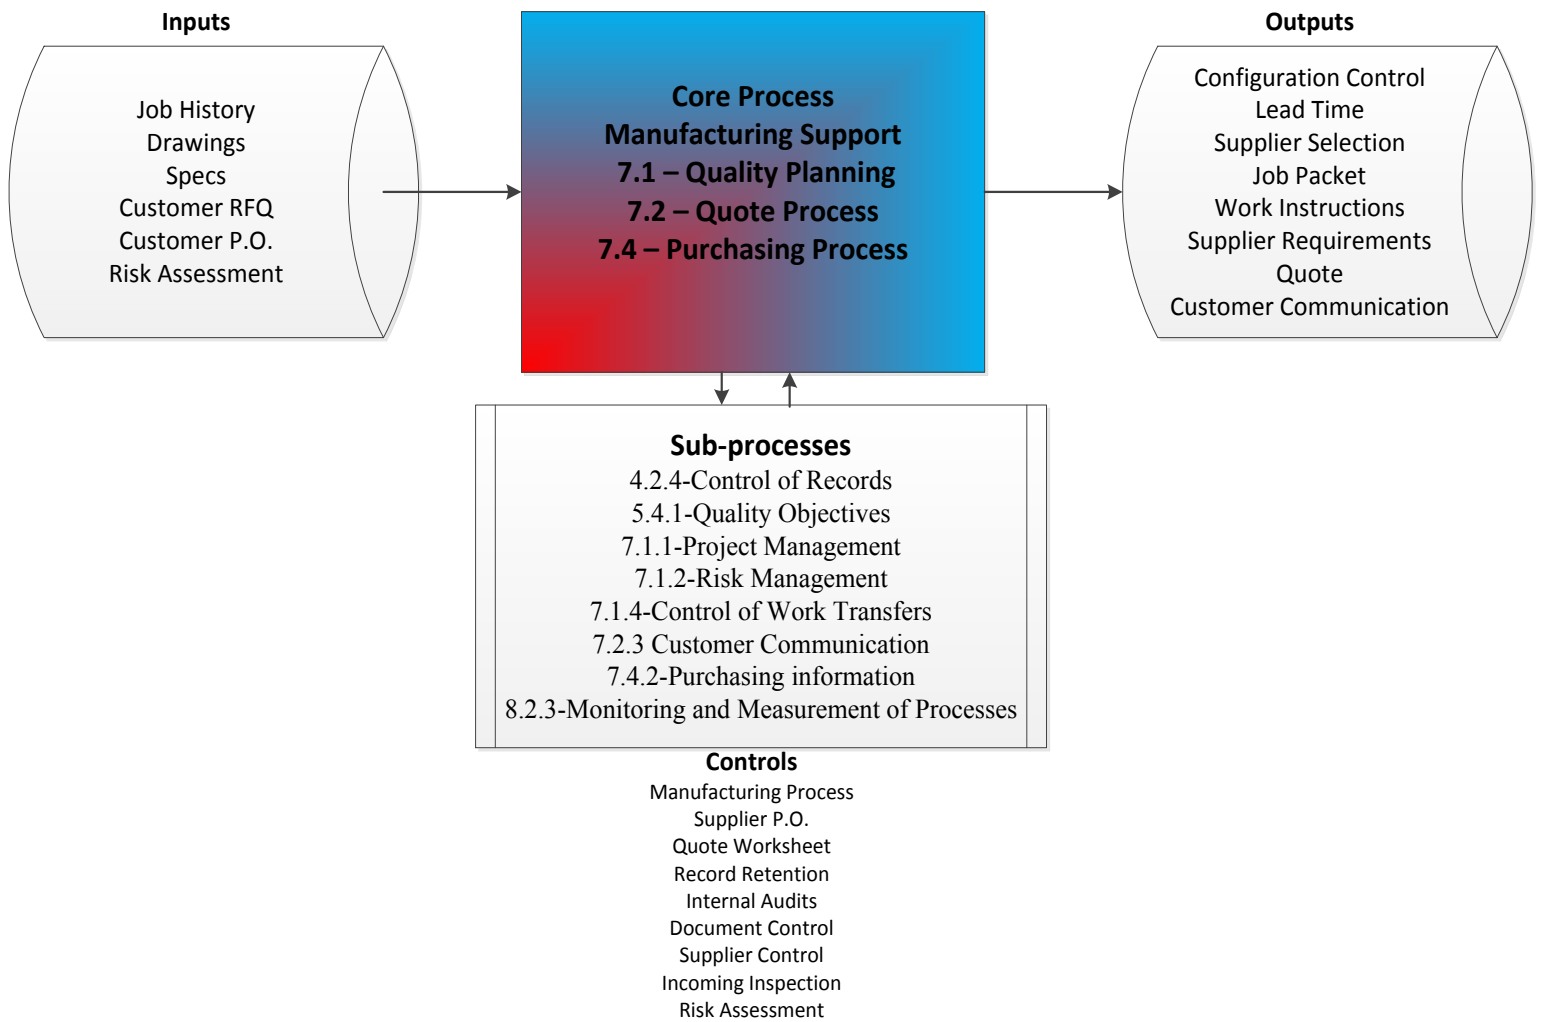 Inputs
Job History
Drawings
Specs
Customer RFQ
Customer P.O.
Risk Assessment
Core Process
Manufacturing Support
7.1 – Quality Planning
7.2 – Quote Process
7.4 – Purchasing Process
Outputs
Configuration Control
Lead Time
Supplier Selection
Job Packet
Work Instructions
Supplier Requirements
Quote
Customer Communication
Sub-processes
4.2.4-Control of Records
5.4.1-Quality Objectives
7.1.1-Project Management
7.1.2-Risk Management
7.1.4-Control of Work Transfers
7.2.3 Customer Communication
7.4.2-Purchasing information
8.2.3-Monitoring and Measurement of Processes
Controls
Manufacturing Process
Supplier P.O.
Quote Worksheet
Record Retention
Internal Audits
Document Control
Supplier Control
Incoming Inspection
Risk Assessment